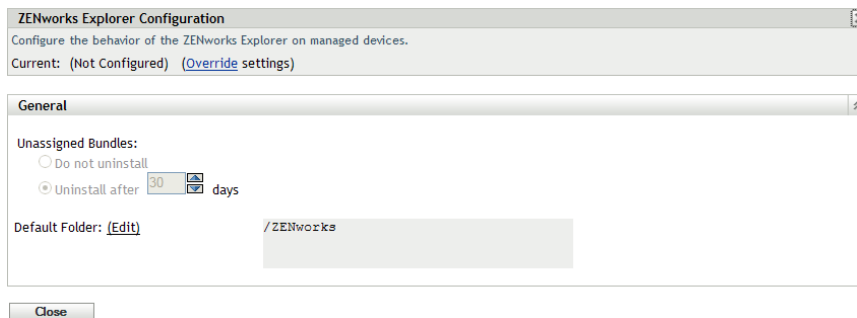 ZENworks Explorer Configuration
Configure the behavior of the ZENworks Explorer on managed devices.
Current: (Not Configured) (Override settings)
General
Unassigned Bundles:
Do not uninstall
Uninstall after 30 days
Default Folder: (Edit) /ZENworks
Close